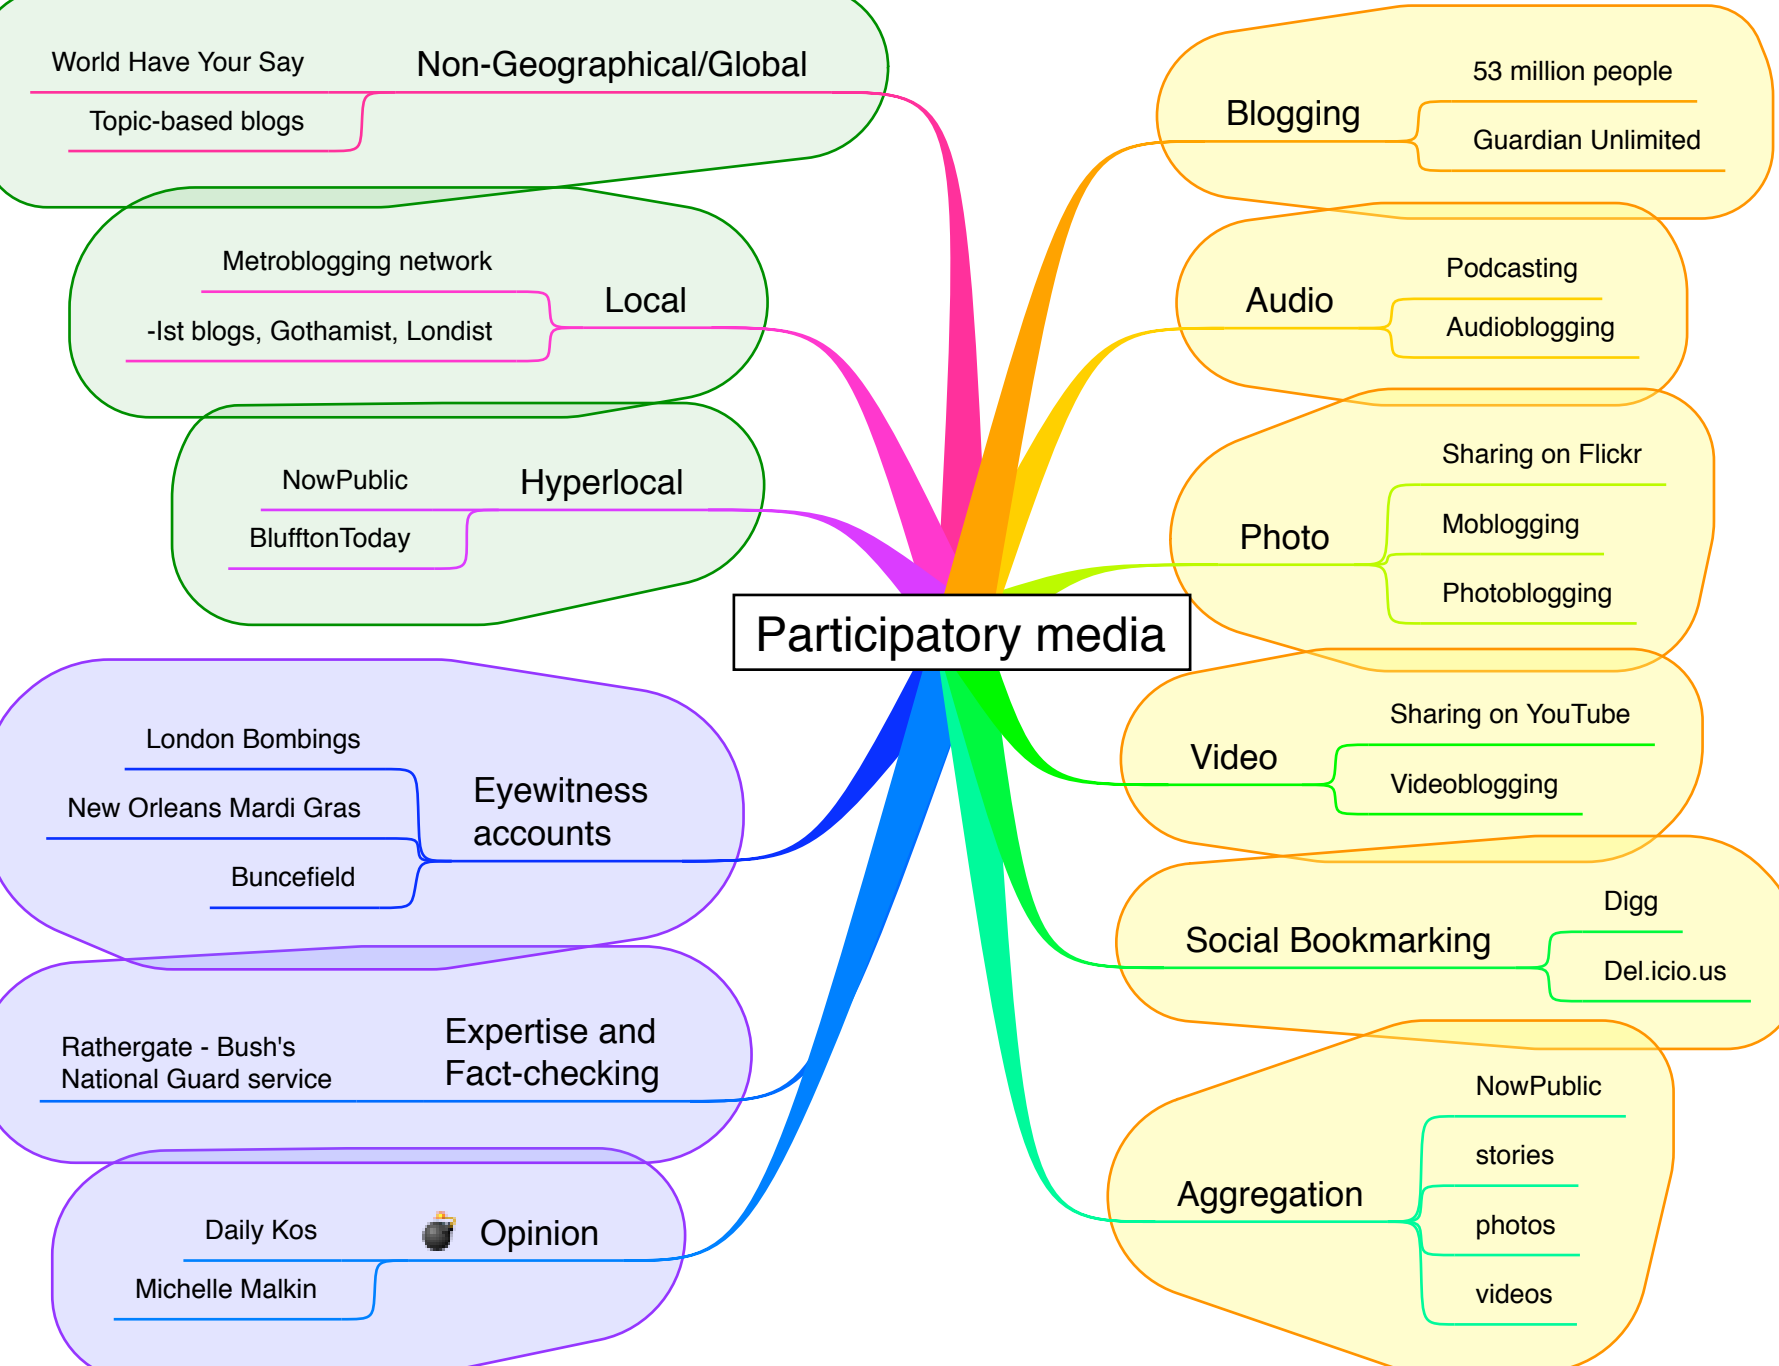 World Have Your Say
Topic-based blogs
Non-Geographical/Global
Metroblogging network
-Ist blogs, Gothamist, Londist
Local
NowPublic
BlufftonToday
Hyperlocal
London Bombings
New Orleans Mardi Gras
Buncefield
Eyewitness
accounts
Rathergate - Bush's
National Guard service
Expertise and
Fact-checking
Daily Kos
Michelle Malkin
Opinion
Participatory media
Blogging
53 million people
Guardian Unlimited
Audio
Podcasting
Audioblogging
Photo
Sharing on Flickr
Moblogging
Photoblogging
Video
Sharing on YouTube
Videoblogging
Social Bookmarking
Digg
Del.icio.us
Aggregation
NowPublic
stories
photos
videos